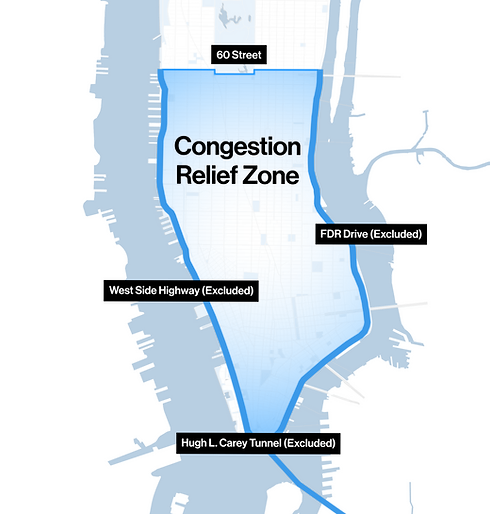 60 Street
Congestion
Relief Zone
FDR Drive (Excluded)
West Side Highway (Excluded)
Hugh L. Carey Tunnel (Excluded)